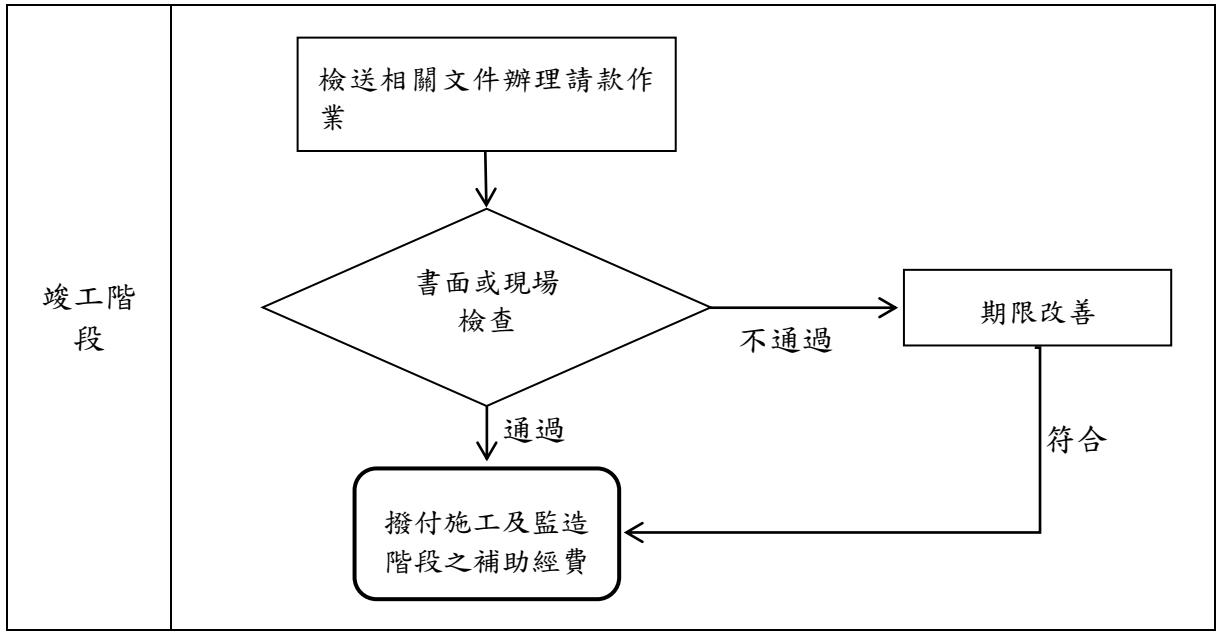 竣工階
段
檢送相關文件辦理請款作
業
書面或現場
檢查
不通過
期限改善
通過
符合
撥付施工及監造
階段之補助經費